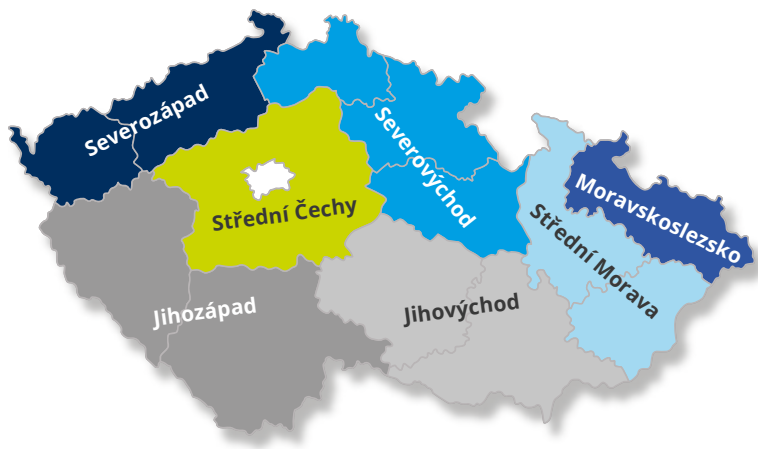 Severozápad
Severovýchod
Střední Čechy
Moravskoslezsko
Střední Morava
Jihozápad
Jihovýchod